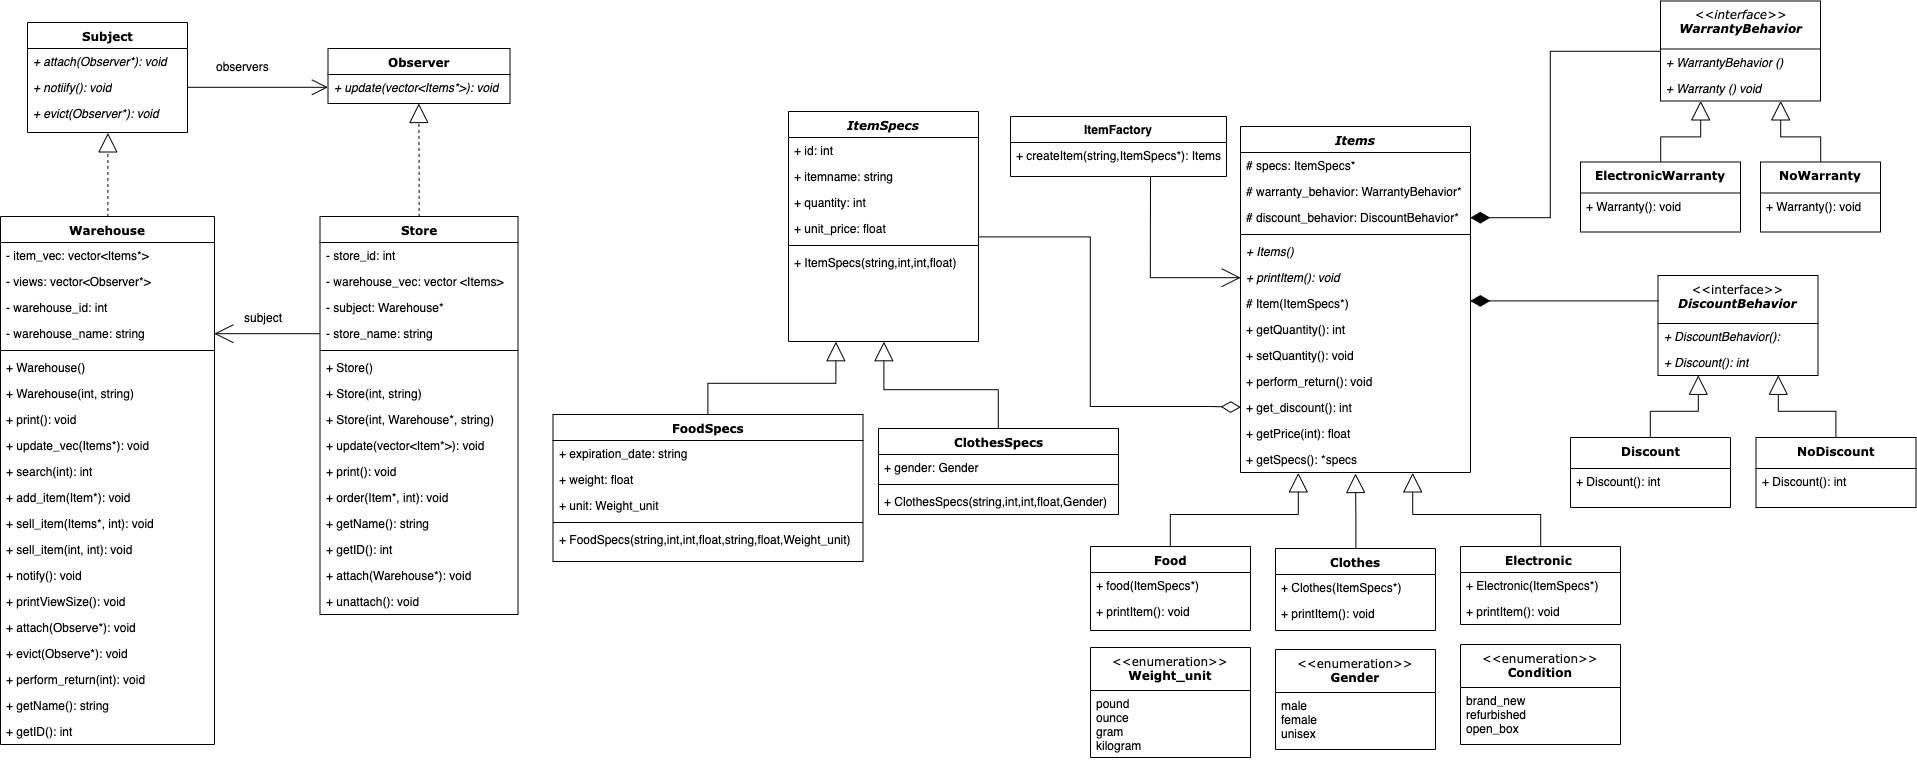 Subject
+ attach(Observer*): void
+ notiify(): void
+ evict(Observer*): void
observers
Observer
+ update(vector<Items*>): void
Warehouse
- item_vec: vector<Items*>
- views: vector<Observer*>
- warehouse_id: int
- warehouse_name: string
+ Warehouse()
+ Warehouse(int, string)
+ print(): void
+ update_vec(Items*): void
+ search(int): int
+ add_item(Item*): void
+ sell_item(Items*, int): void
+ sell_item(int, int): void
+ notify(): void
+ printViewSize(): void
+ attach(Observe*): void
+ evict(Observe*): void
+ perform_return(int): void
+ getName(): string
+ getID(): int
subject
Store
- store_id: int
- warehouse_vec: vector <Items>
- subject: Warehouse*
- store_name: string
+ Store()
+ Store(int, string)
+ Store(int, Warehouse*, string)
+ update(vector<Item*>): void
+ print(): void
+ order(Item*, int): void
+ getName(): string
+ getID(): int
+ attach(Warehouse*): void
+ unattach(): void
ItemSpecs
+ id: int
+ itemname: string
+ quantity: int
+ unit_price: float
+ ItemSpecs(string,int,int,float)
FoodSpecs
+ expiration_date: string
+ weight: float
+ unit: Weight_unit
+ FoodSpecs(string,int,int,float,string,float,Weight_unit)
ClothesSpecs
+ gender: Gender
+ ClothesSpecs(string,int,int,float,Gender)
ItemFactory
+ createItem(string,ItemSpecs*): Items
Items
# specs: ItemSpecs*
# warranty_behavior: WarrantyBehavior*
# discount_behavior: DiscountBehavior*
+ Items()
+ printItem(): void
# Item(ItemSpecs*)
+ getQuantity(): int
+ setQuantity(): void
+ perform_return(): void
+ get_discount(): int
+ getPrice(int): float
+ getSpecs(): *specs
Food
+ food(ItemSpecs*)
+ printItem(): void
Clothes
+ Clothes(ItemSpecs*)
+ printItem(): void
Electronic
+ Electronic(ItemSpecs*)
+ printItem(): void
<<enumeration>>
Weight_unit
pound
ounce
gram
kilogram
<<enumeration>>
Gender
male
female
unisex
<<enumeration>>
Condition
brand_new
refurbished
open_box
<<interface>>
WarrantyBehavior
+ WarrantyBehavior ()
+ Warranty () void
ElectronicWarranty
+ Warranty(): void
NoWarranty
+ Warranty(): void
<<interface>>
DiscountBehavior
+ DiscountBehavior():
+ Discount(): int
Discount
+ Discount(): int
NoDiscount
+ Discount(): int